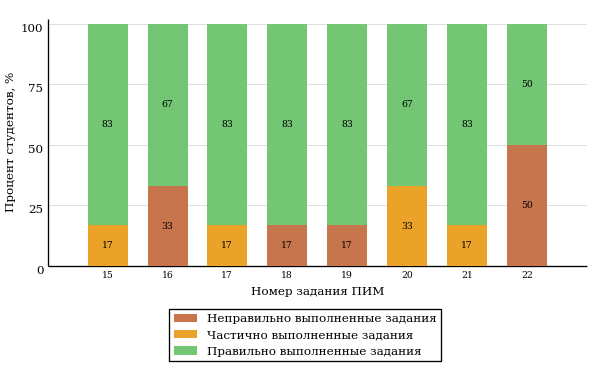 Процент студентов, %
100
75
50
25
0
83 67 83 83 83 67 83 50
17 33 17 17 17 33 17 50
15 16 17 18 19 20 21 22
Номер задания ПИМ
Неправильно выполненные задания
Частично выполненные задания
Правильно выполненные задания